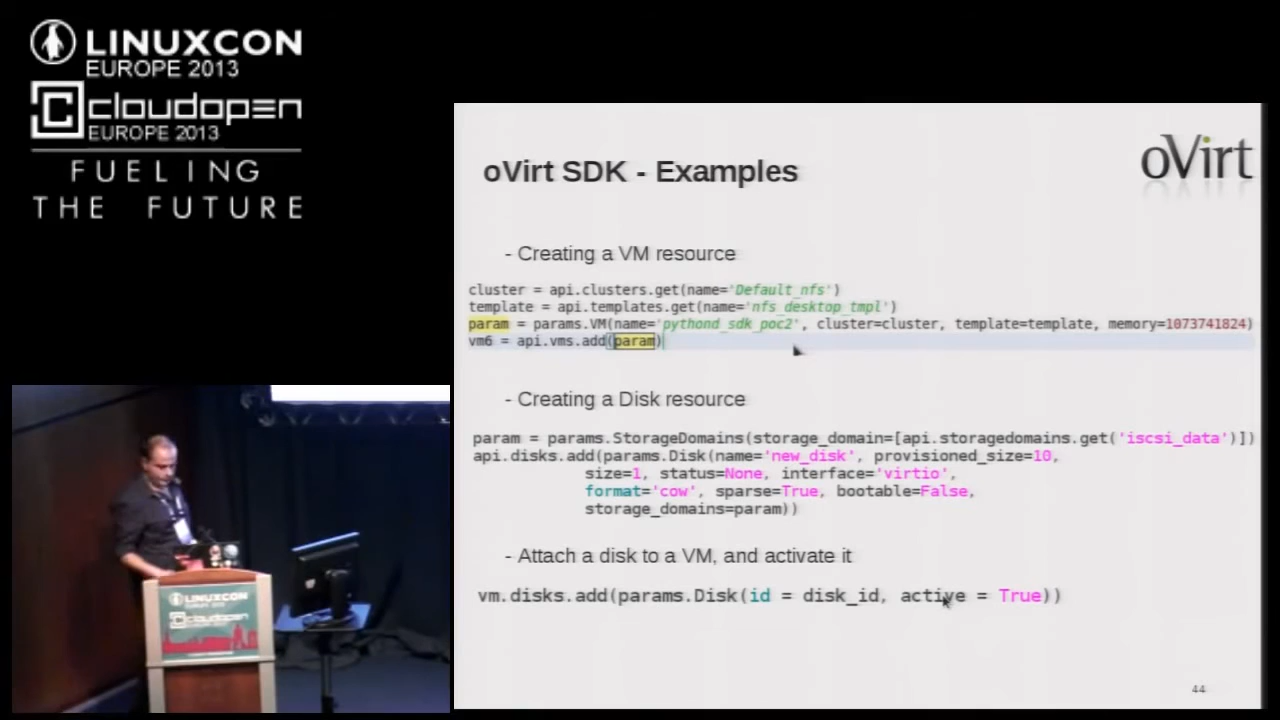 LINUXCON
EUROPE 2013
cloudopen
EUROPE 2013
FUELING
THE FUTURE
oVirt SDK - Examples
oVirt
- Creating a VM resource
cluster = api.clusters.get(name='Default_nfs')
template = api.templates.get(name='nfs_desktop_tmpl')
param = params.VM(name='pythond_sdk_poc2', cluster=cluster, template=template, memory=1073741824)
vm6 = api.vms.add(param)
- Creating a Disk resource
param = params.StorageDomains(storage_domain=[api.storagedomains.get('iscsi_data')])
api.disks.add(params.Disk(name='new_disk', provisioned_size=10,
size=1, status=None, interface='virtio',
format='cow', sparse=True, bootable=False,
storage_domains=param))
- Attach a disk to a VM, and activate it
vm.disks.add(params.Disk(id = disk_id, active = True))
44
LINUXCON
cloudopen